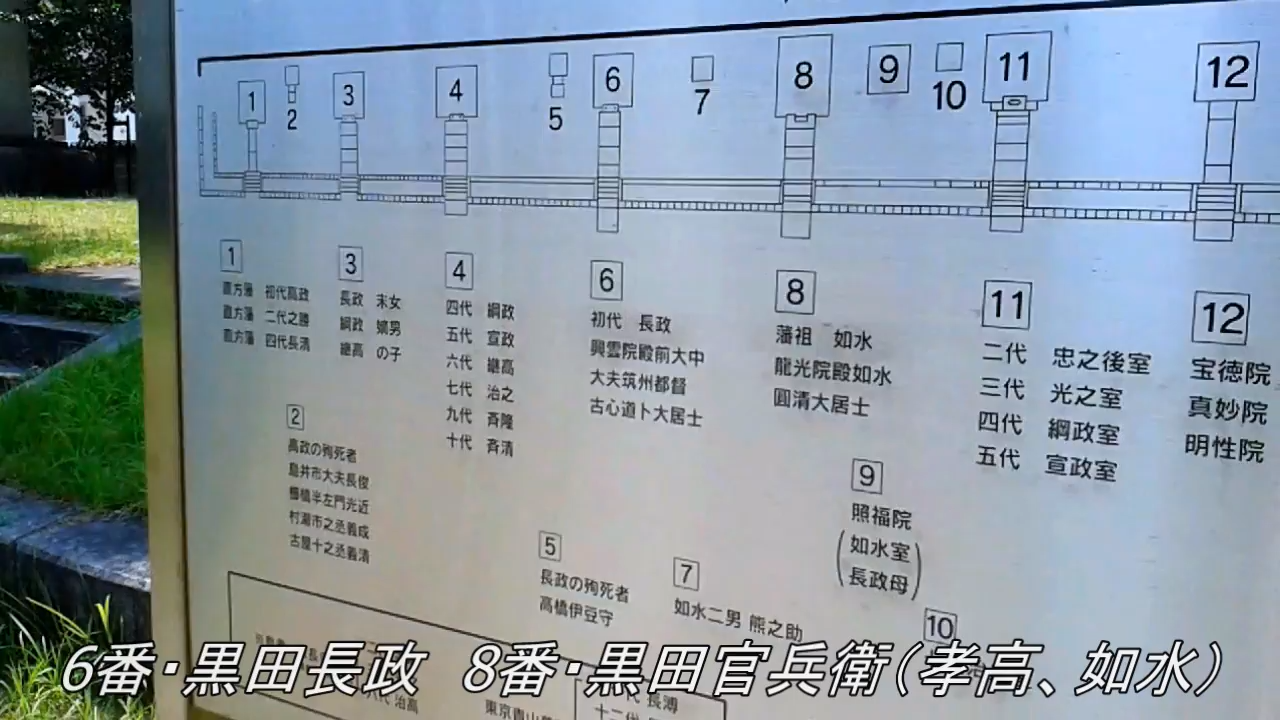 1
2
3
4
5
6
7
8
9
10
11
12
1
直方藩 初代高政
直方藩 二代之勝
直方藩 四代長清
2
高政の殉死者
島井市大夫長俊
櫛橋半左門光近
村瀬市之丞義成
古屋十之丞義清
3
長政 末女
綱政 嫡男
継高 の子
4
四代 綱政
五代 宣政
六代 継高
七代 治之
九代 斉隆
十代 斉清
5
長政の殉死者
高橋伊豆守
6
初代 長政
興雲院殿前大中
大夫筑州都督
古心道卜大居士
7
如水二男 熊之助
8
藩祖 如水
龍光院殿如水
圓清大居士
9
照福院
(如水室
長政母)
10
11
二代 忠之後室
三代 光之室
四代 綱政室
五代 宣政室
12
宝徳院
真妙院
明性院
6番・黒田長政 8番・黒田官兵衛(孝高、如水)